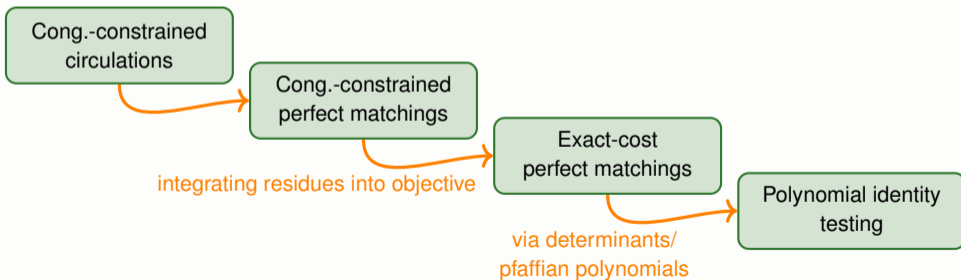 Cong.-constrained
circulations
Cong.-constrained
perfect matchings
integrating residues into objective
Exact-cost
perfect matchings
via determinants/
pfaffian polynomials
Polynomial identity
testing